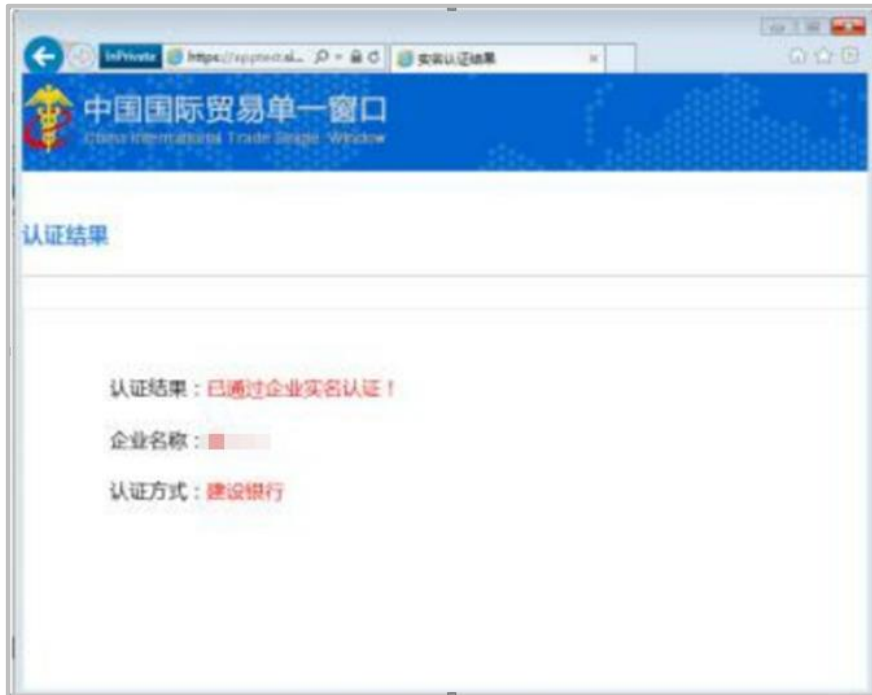 InPrivate
实名认证结果
中国国际贸易单一窗口
China International Trade Single Window
认证结果
认证结果：已通过企业实名认证！
企业名称：
认证方式：建设银行